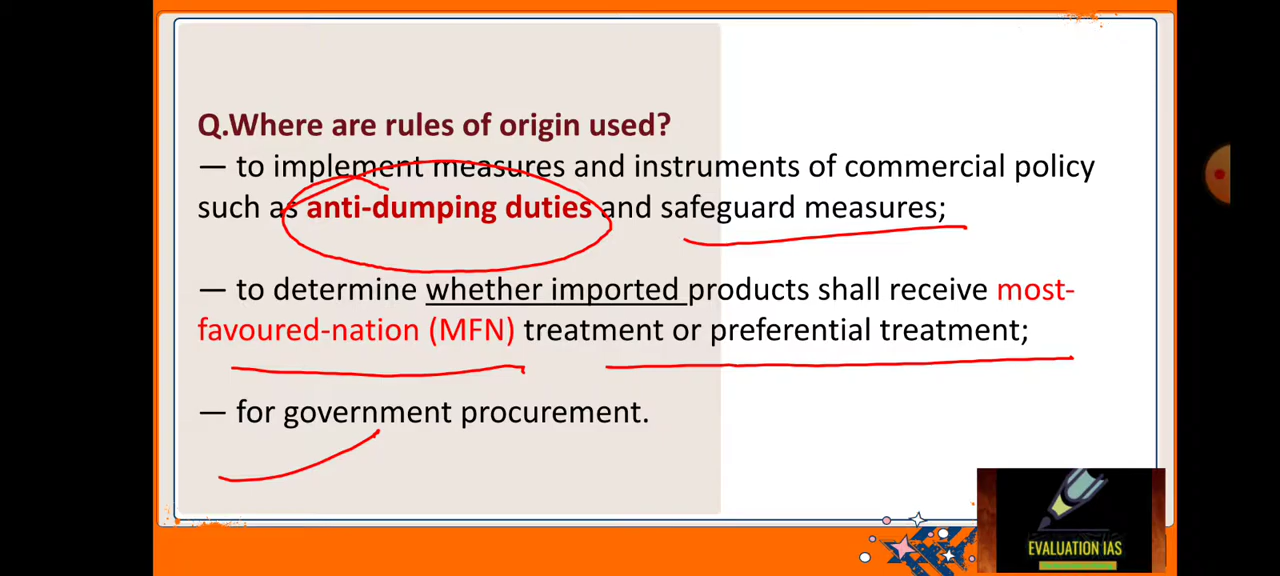 Q.Where are rules of origin used?
— to implement measures and instruments of commercial policy
such as anti-dumping duties and safeguard measures;
— to determine whether imported products shall receive most-
favoured-nation (MFN) treatment or preferential treatment;
— for government procurement.
EVALUATION IAS